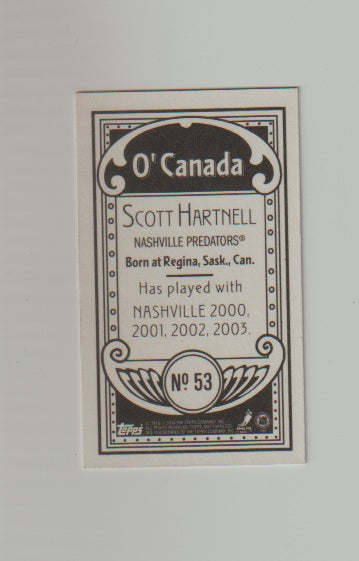 O' Canada
SCOTT HARTNELL
NASHVILLE PREDATORS®
Born at Regina, Sask., Can.
Has played with
NASHVILLE 2000,
2001, 2002, 2003.
Nº 53
topps